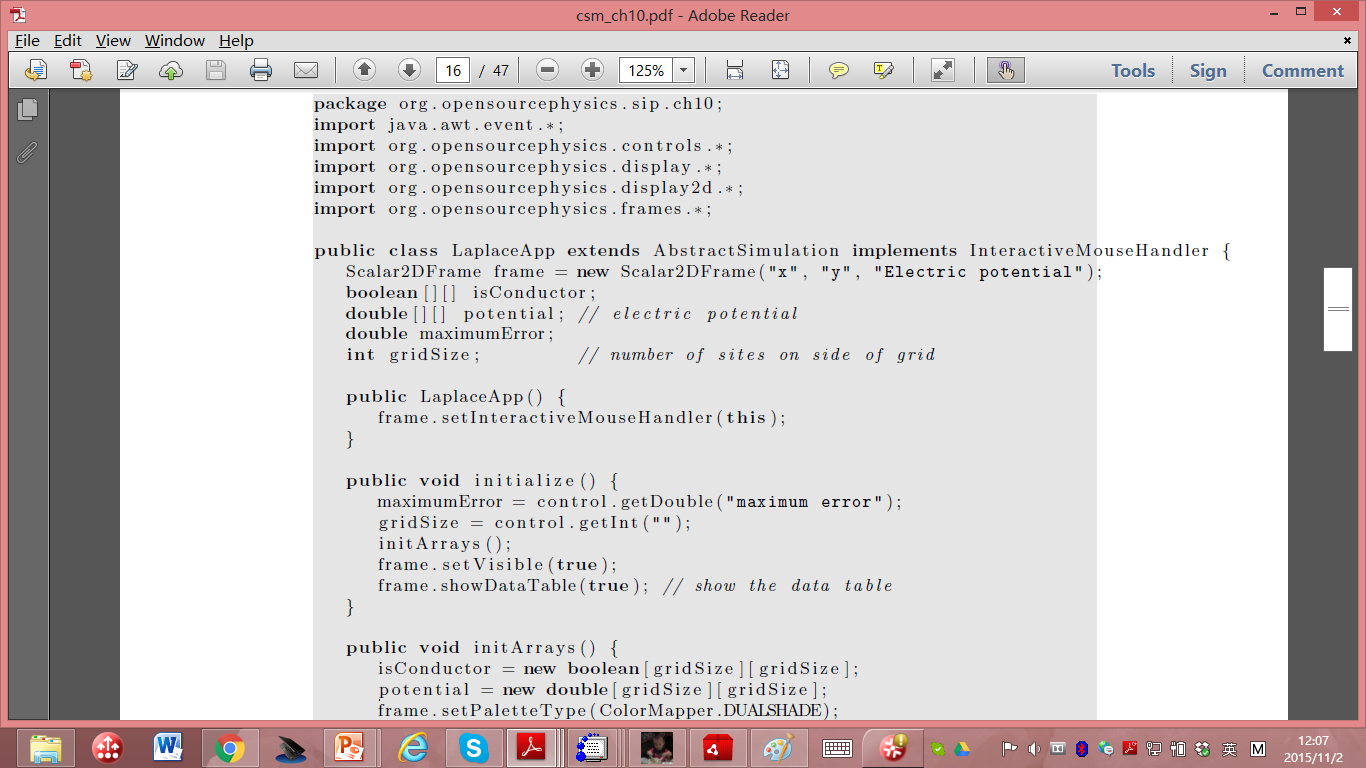 csm_ch10.pdf - Adobe Reader
File Edit View Window Help
16 / 47 125% Tools Sign Comment
package org.opensourcephysics.sip.ch10;
import java.awt.event.*;
import org.opensourcephysics.controls.*;
import org.opensourcephysics.display.*;
import org.opensourcephysics.display2d.*;
import org.opensourcephysics.frames.*;
public class LaplaceApp extends AbstractSimulation implements InteractiveMouseHandler {
Scalar2DFrame frame = new Scalar2DFrame("x", "y", "Electric potential");
boolean[][] isConductor;
double[][] potential; // electric potential
double maximumError;
int gridSize; // number of sites on side of grid
public LaplaceApp() {
frame.setInteractiveMouseHandler(this);
}
public void initialize() {
maximumError = control.getDouble("maximum error");
gridSize = control.getInt("");
initArrays();
frame.setVisible(true);
frame.showDataTable(true); // show the data table
}
public void initArrays() {
isConductor = new boolean[gridSize][gridSize];
potential = new double[gridSize][gridSize];
frame.setPaletteType(ColorMapper.DUALSHADE);
英 M 12:07
2015/11/2